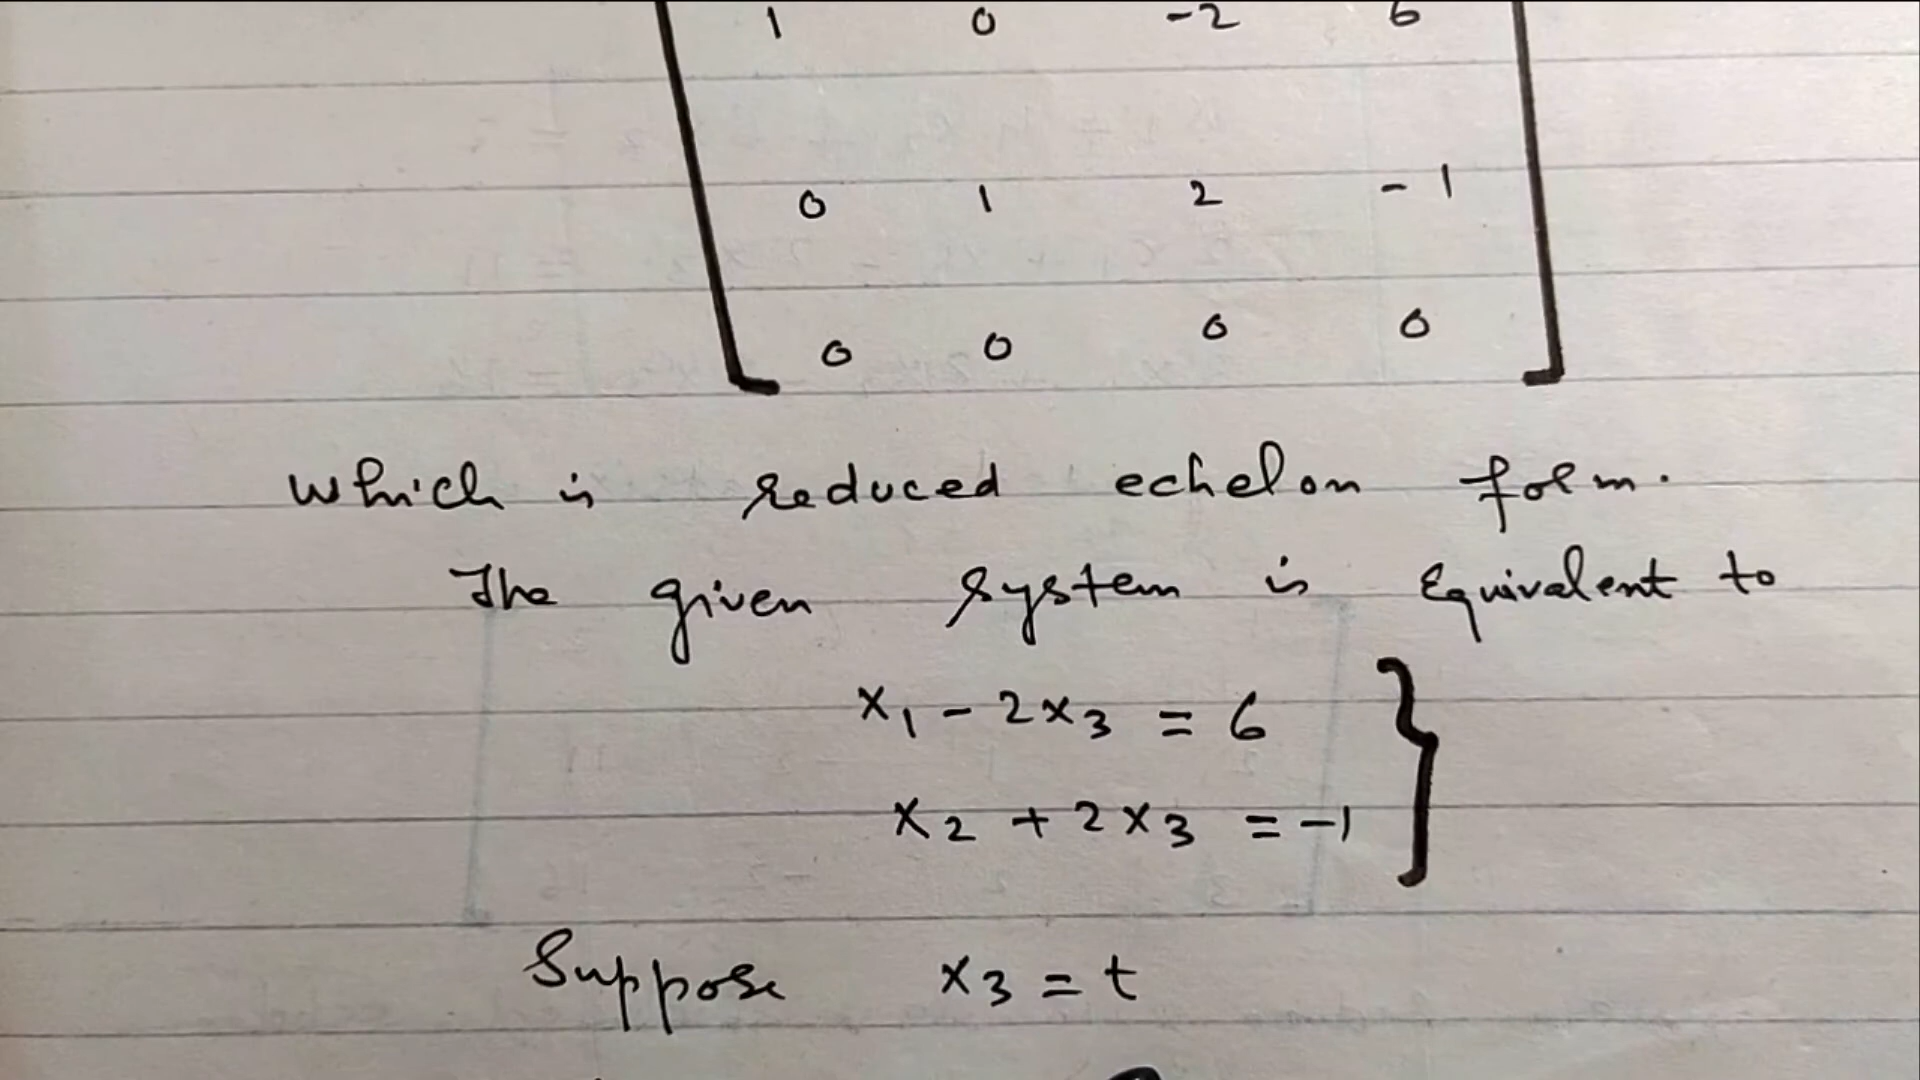 1 0 -2 6
0 1 2 -1
0 0 0 0
which is reduced echelon form.
The given system is Equivalent to
x₁ - 2x₃ = 6
x₂ + 2x₃ = -1
Suppose x₃ = t